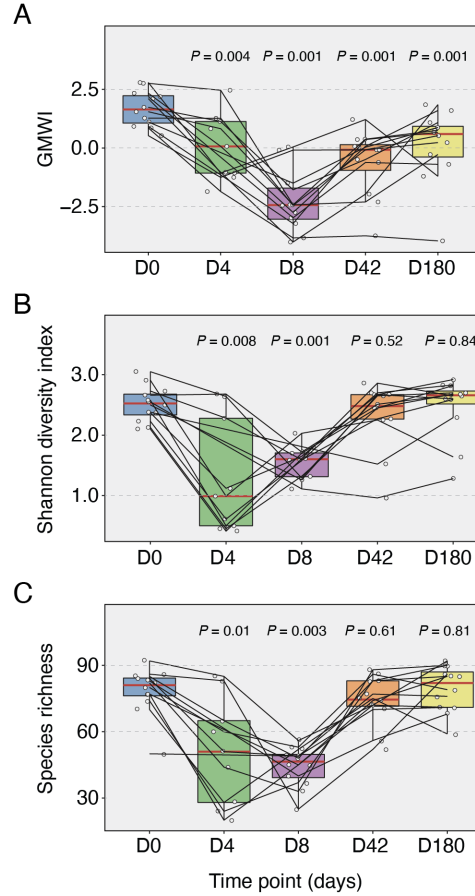 A
P = 0.004 P = 0.001 P = 0.001 P = 0.001
GMWI
2.5
0.0
−2.5
D0 D4 D8 D42 D180
B
P = 0.008 P = 0.001 P = 0.52 P = 0.84
Shannon diversity index
3.0
2.0
1.0
D0 D4 D8 D42 D180
C
P = 0.01 P = 0.003 P = 0.61 P = 0.81
Species richness
90
60
30
D0 D4 D8 D42 D180
Time point (days)